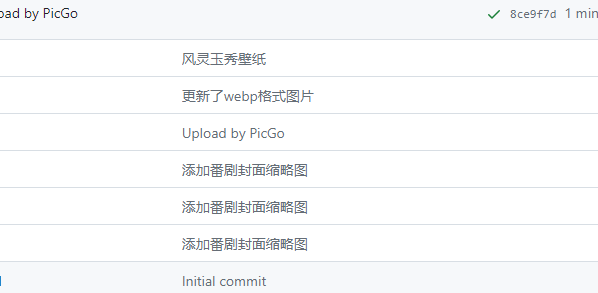 oad by PicGo 8ce9f7d 1 min
风灵玉秀壁纸
更新了webp格式图片
Upload by PicGo
添加番剧封面缩略图
添加番剧封面缩略图
添加番剧封面缩略图
Initial commit